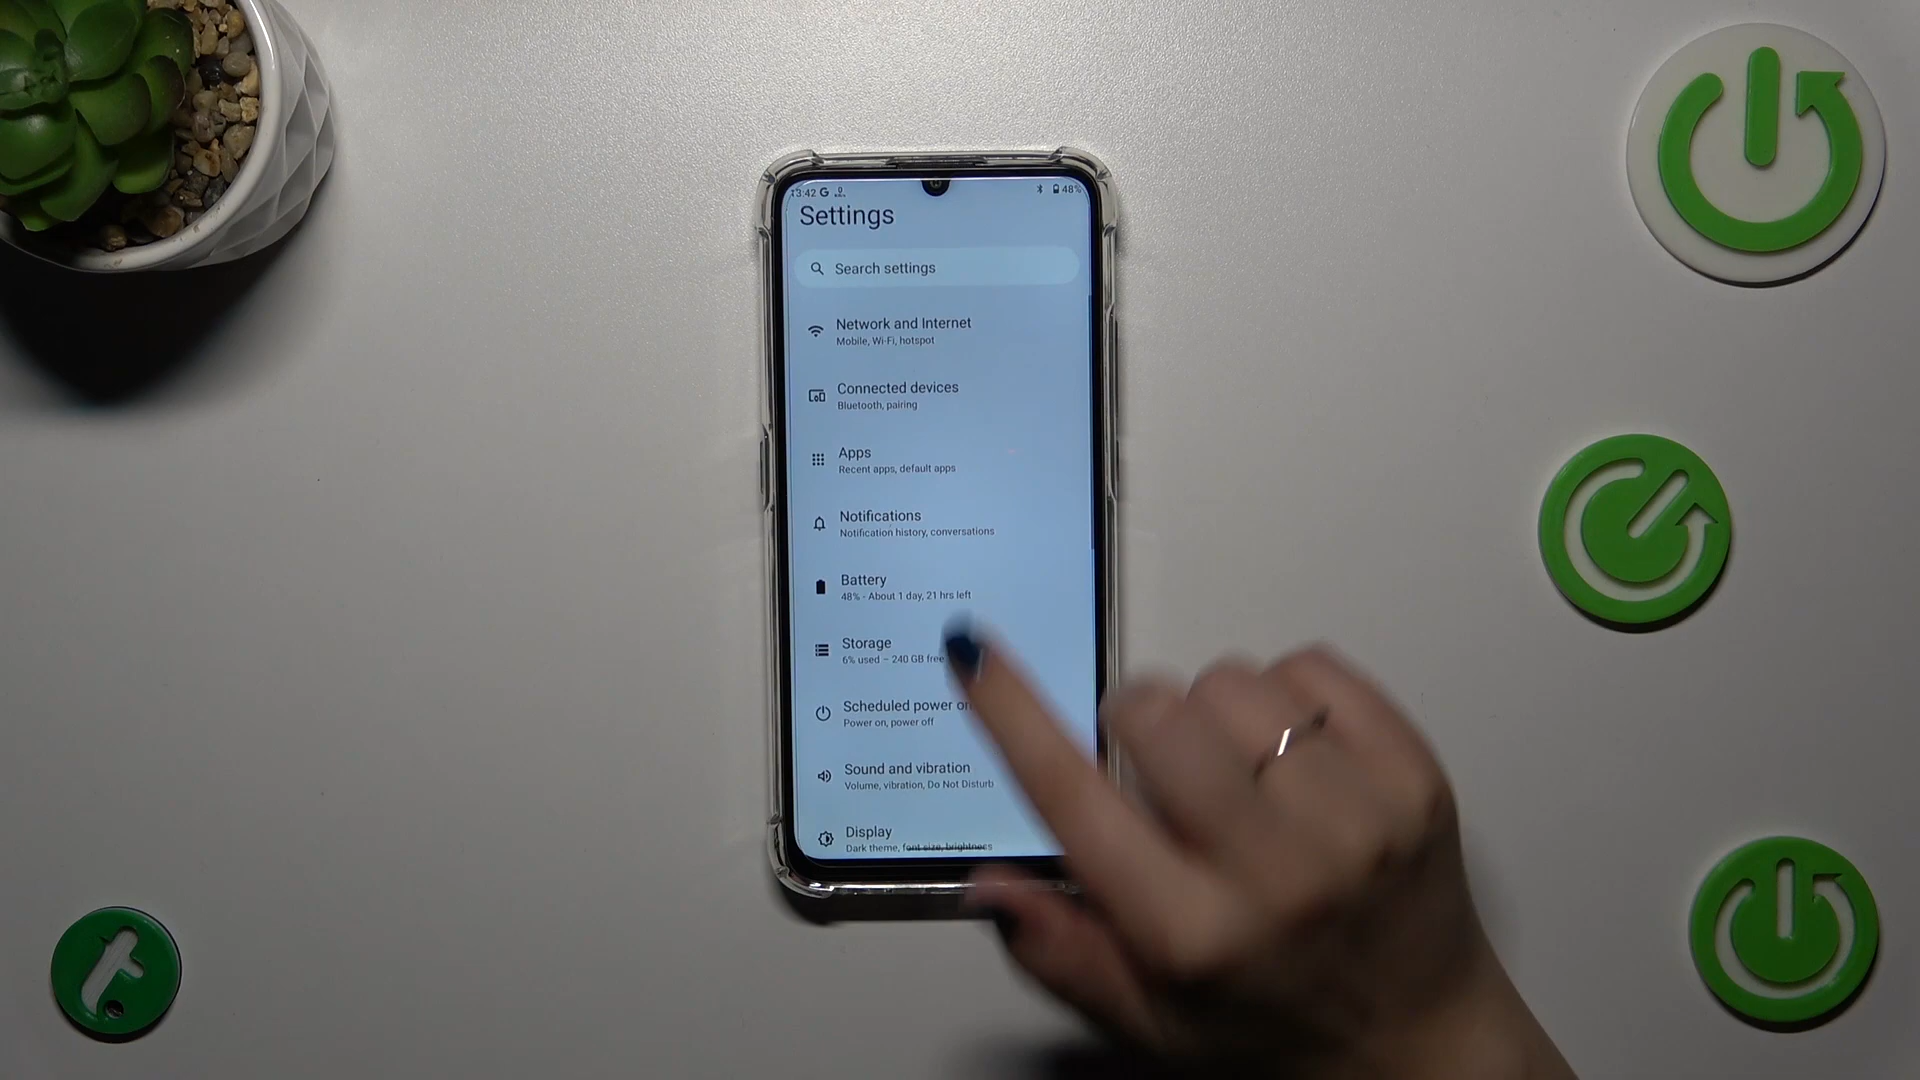 13:42 G 48%
Settings
Search settings
Network and Internet
Mobile, Wi-Fi, hotspot
Connected devices
Bluetooth, pairing
Apps
Recent apps, default apps
Notifications
Notification history, conversations
Battery
48% - About 1 day, 21 hrs left
Storage
6% used – 240 GB free
Scheduled power on
Power on, power off
Sound and vibration
Volume, vibration, Do Not Disturb
Display
Dark theme, font size, brightness